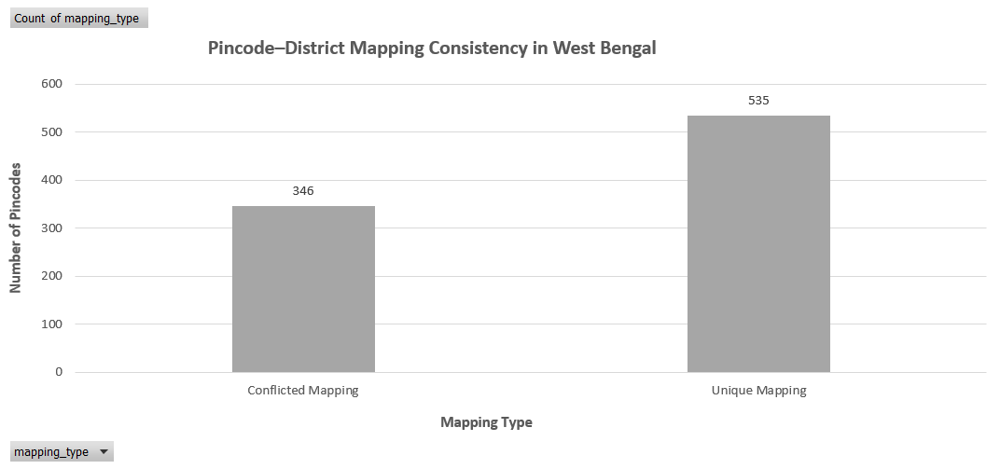 Count of mapping_type
Pincode–District Mapping Consistency in West Bengal
Number of Pincodes
600
500
400
300
200
100
0
346
535
Conflicted Mapping
Unique Mapping
Mapping Type
mapping_type